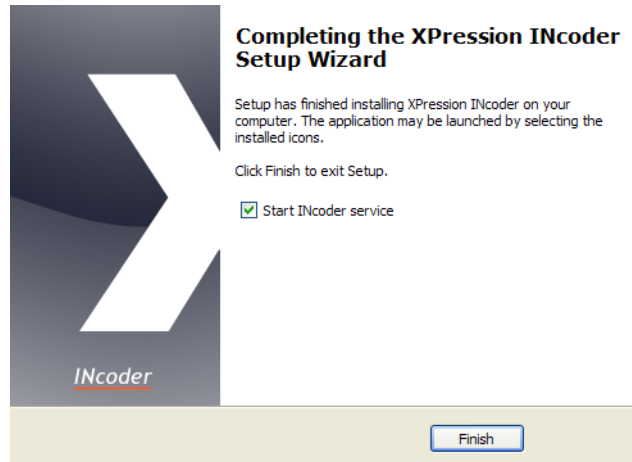 Completing the XPression INcoder
Setup Wizard
Setup has finished installing XPression INcoder on your
computer. The application may be launched by selecting the
installed icons.
Click Finish to exit Setup.
Start INcoder service
INcoder
Finish